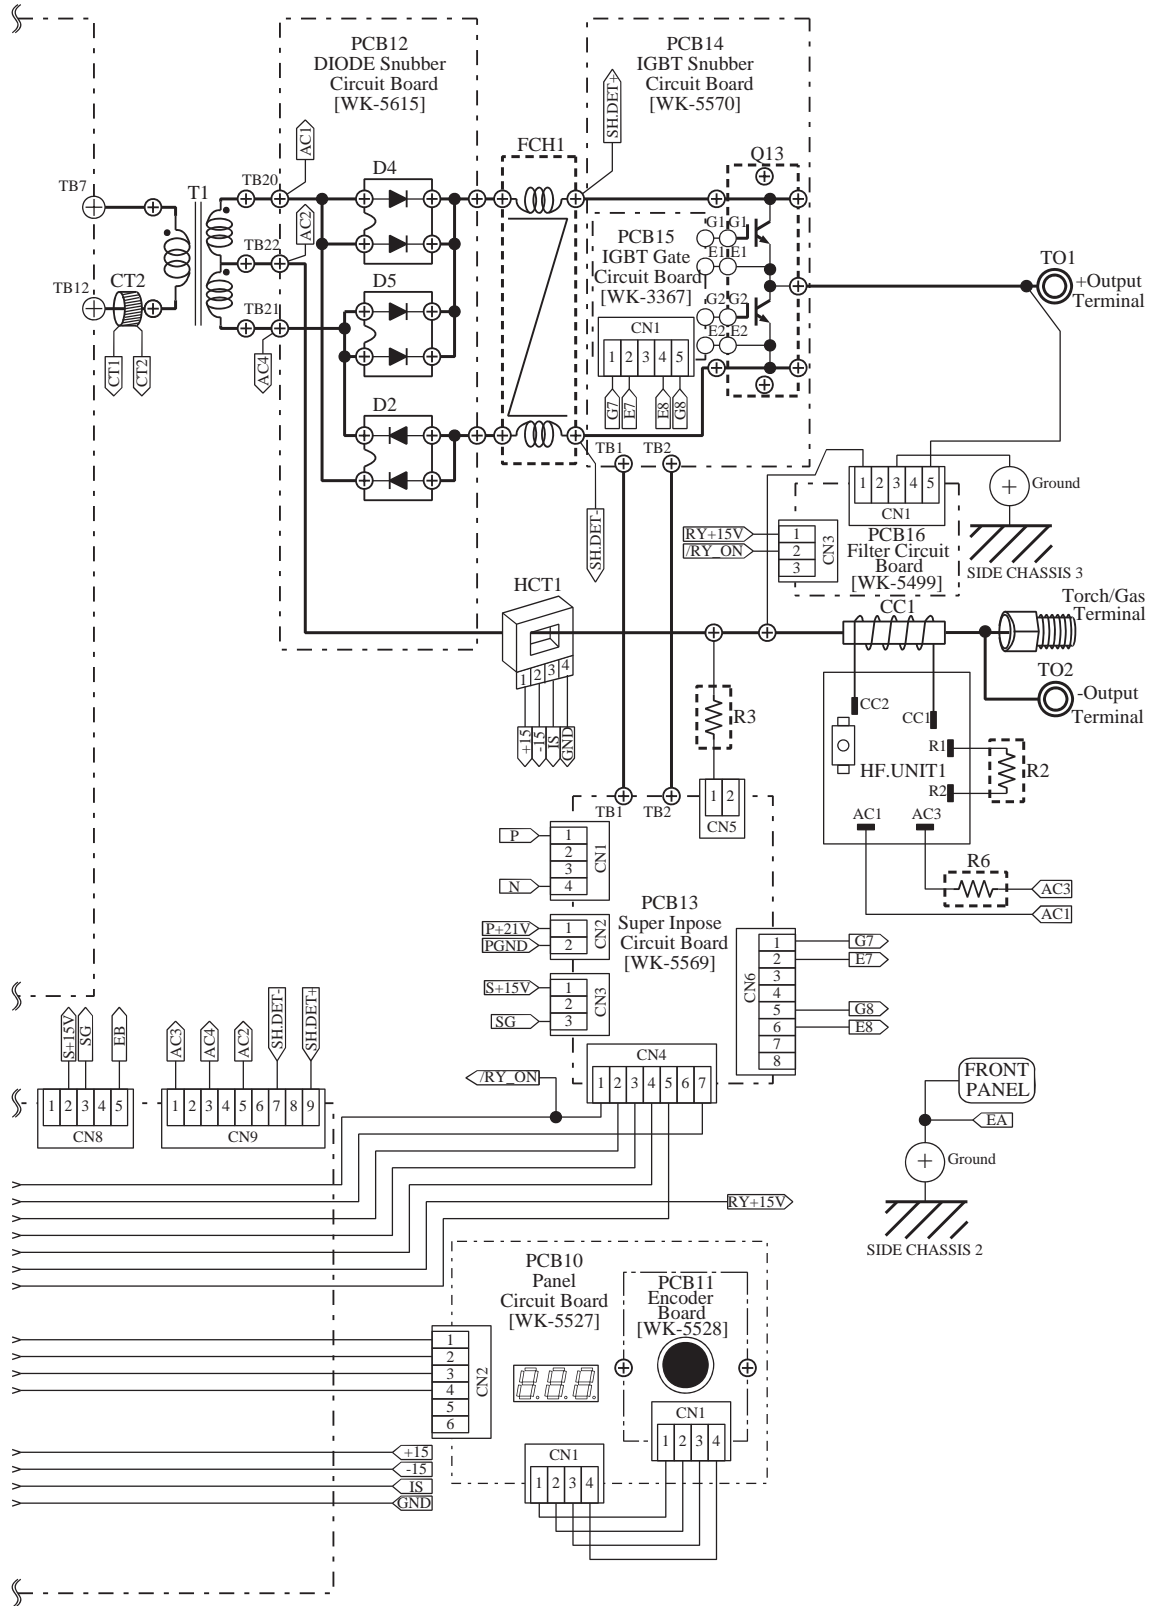 PCB12
DIODE Snubber
Circuit Board
[WK-5615]
PCB14
IGBT Snubber
Circuit Board
[WK-5570]
SH.DET+
AC1
FCH1
Q13
TB7
T1
TB20
D4
AC2
G1
G1
PCB15
IGBT Gate
Circuit Board
[WK-3367]
E1
E1
TB22
TO1
+Output
Terminal
CT2
TB12
D5
TB21
G2
G2
CN1
E2
E2
1 2 3 4 5
CT1
CT2
AC4
G7
E7
E8
G8
D2
TB1
TB2
1 2 3 4 5
CN1
Ground
SH.DET-
RY+15V
/RY_ON
1
2
3
CN3
PCB16
Filter Circuit
Board
[WK-5499]
SIDE CHASSIS 3
HCT1
CC1
Torch/Gas
Terminal
1 2 3 4
+15
-15
IS
GND
TO2
-Output
Terminal
R3
CC2
CC1
R1
HF.UNIT1
R2
R2
TB1
TB2
1 2
CN5
AC1
AC3
P
N
1
2
3
4
CN1
R6
AC3
AC1
PCB13
Super Inpose
Circuit Board
[WK-5569]
P+21V
PGND
1
2
CN2
S+15V
SG
1
2
3
CN3
CN6
1
2
3
4
5
6
7
8
G7
E7
G8
E8
S+15V
SG
EB
AC3
AC4
AC2
SH.DET-
SH.DET+
CN4
1 2 3 4 5 6 7
/RY_ON
FRONT
PANEL
EA
1 2 3 4 5
CN8
1 2 3 4 5 6 7 8 9
CN9
Ground
RY+15V
SIDE CHASSIS 2
PCB10
Panel
Circuit Board
[WK-5527]
PCB11
Encoder
Board
[WK-5528]
1
2
3
4
5
6
CN2
8.8.8.
CN1
1 2 3 4
+15
-15
IS
GND
CN1
1 2 3 4